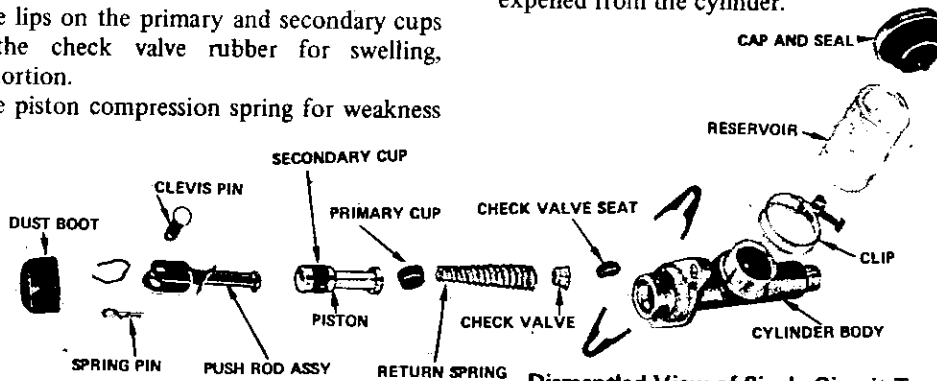 e lips on the primary and secondary cups
the check valve rubber for swelling,
ortion.
e piston compression spring for weakness
expelled from the cylinder.
CAP AND SEAL
RESERVOIR
SECONDARY CUP
CLEVIS PIN
PRIMARY CUP
CHECK VALVE SEAT
DUST BOOT
CLIP
PISTON
CHECK VALVE
CYLINDER BODY
SPRING PIN
PUSH ROD ASSY
RETURN SPRING
Dismantled View of Single Circuit